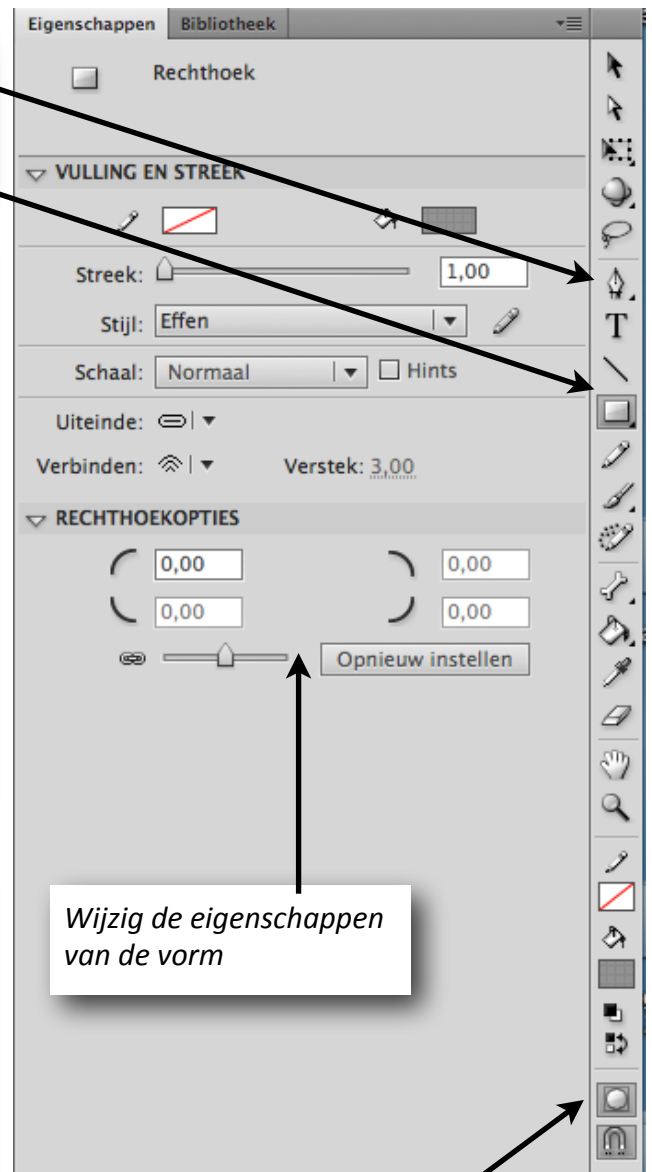 Eigenschappen Bibliotheek
Rechthoek
VULLING EN STREEK
Streek: 1,00
Stijl: Effen
Schaal: Normaal Hints
Uiteinde:
Verbinden: Verstek: 3,00
RECHTHOEKOPTIES
0,00 0,00
0,00 0,00
Opnieuw instellen
Wijzig de eigenschappen
van de vorm
T